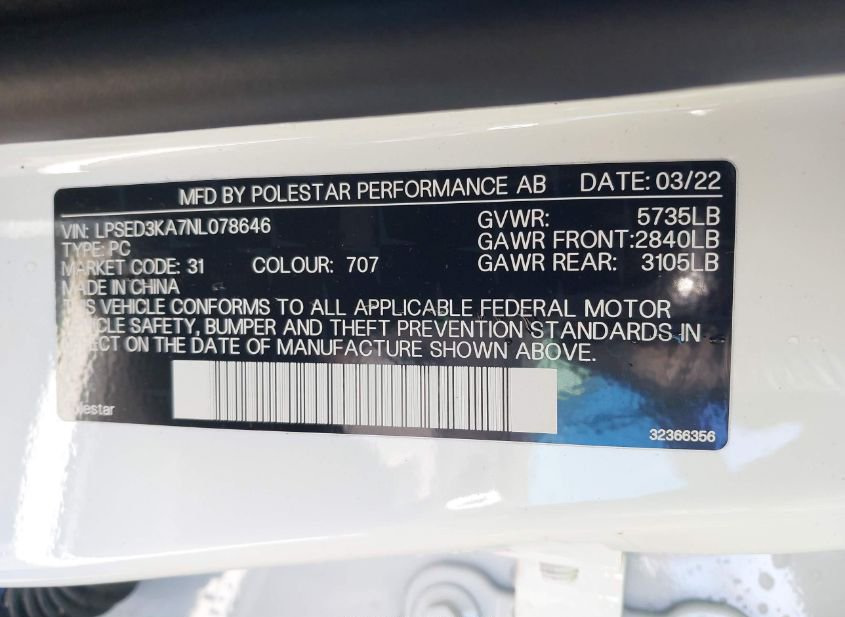 MFD BY POLESTAR PERFORMANCE AB DATE: 03/22
VIN: LPSED3KA7NL078646 GVWR: 5735LB
TYPE: PC GAWR FRONT:2840LB
MARKET CODE: 31 COLOUR: 707 GAWR REAR: 3105LB
MADE IN CHINA
THIS VEHICLE CONFORMS TO ALL APPLICABLE FEDERAL MOTOR
VEHICLE SAFETY, BUMPER AND THEFT PREVENTION STANDARDS IN
EFFECT ON THE DATE OF MANUFACTURE SHOWN ABOVE.
Polestar
32366356